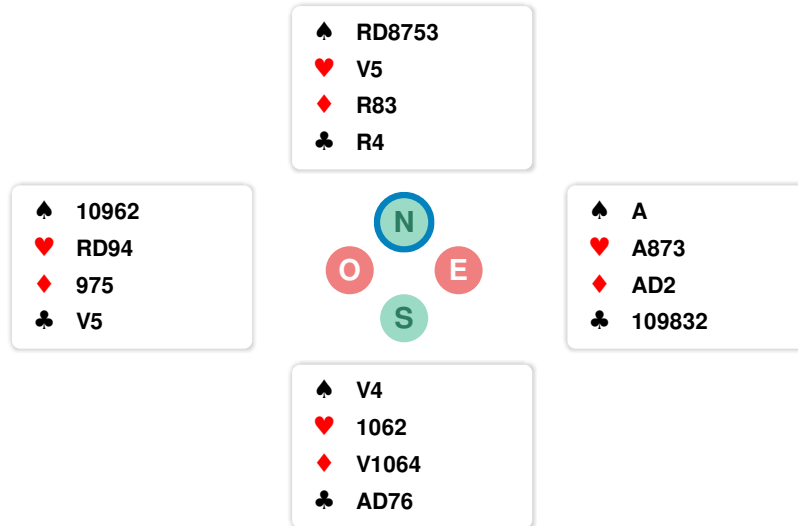 ♠ RD8753
♥ V5
♦ R83
♣ R4
♠ 10962
♥ RD94
♦ 975
♣ V5
N
O E
S
♠ A
♥ A873
♦ AD2
♣ 109832
♠ V4
♥ 1062
♦ V1064
♣ AD76